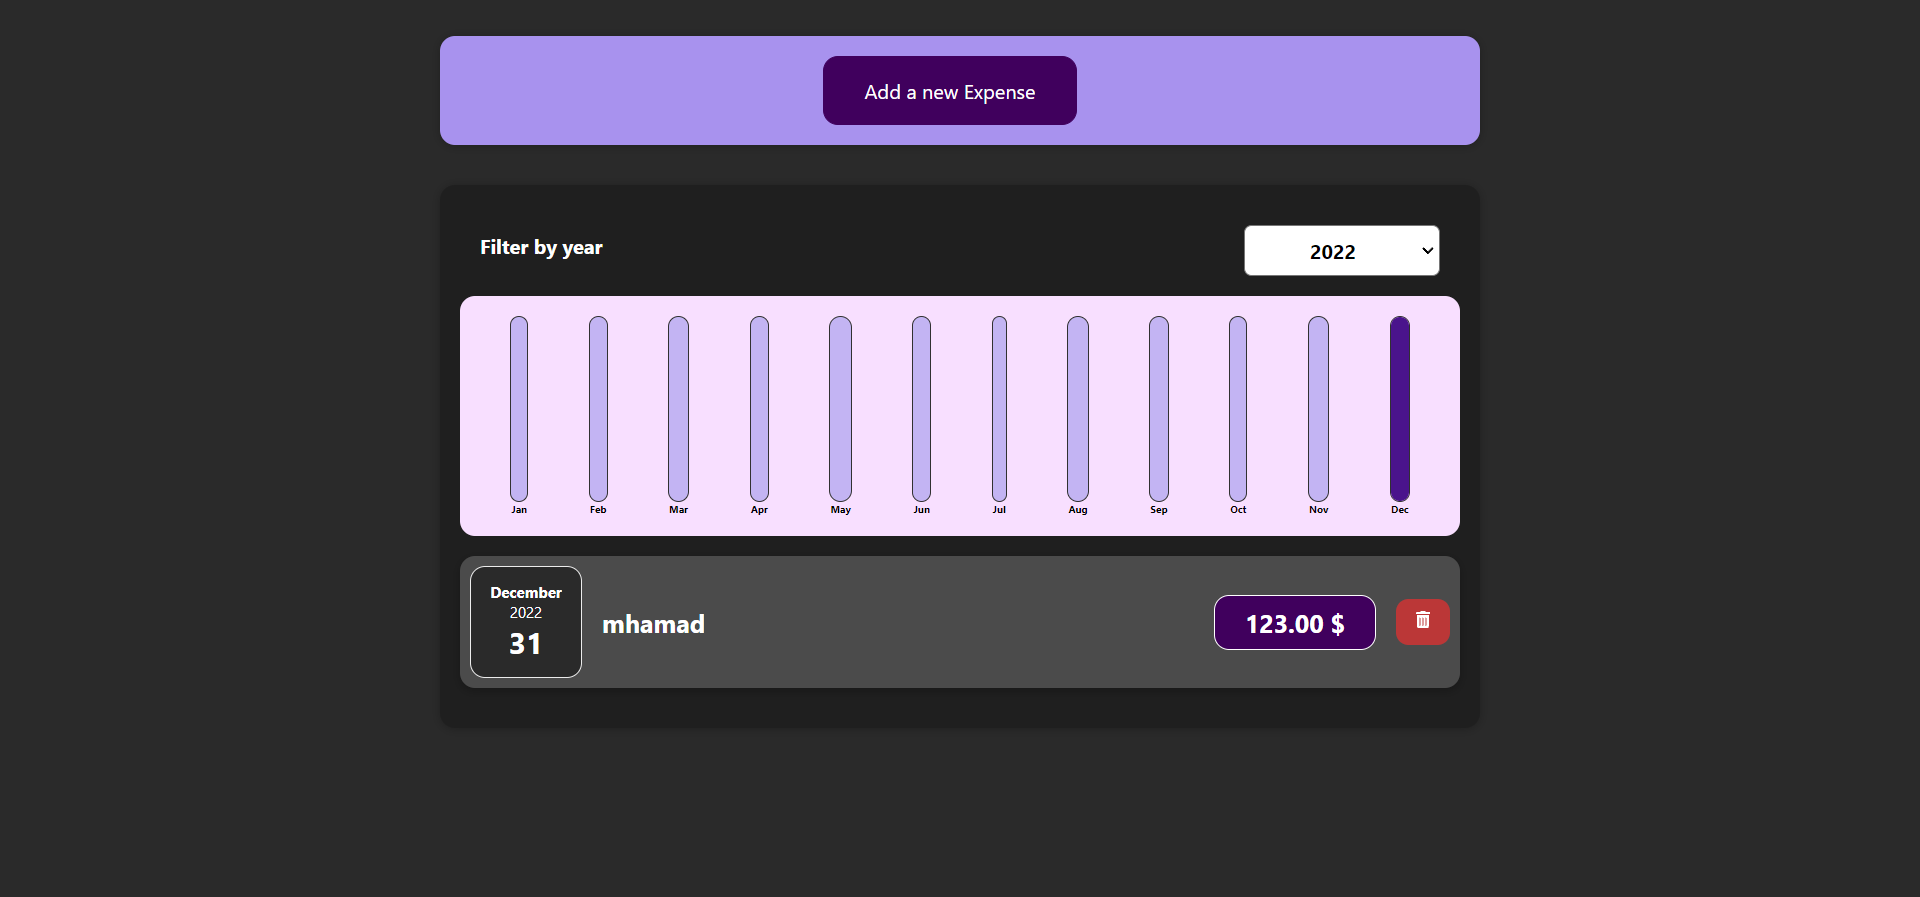 Add a new Expense
Filter by year
2022
Jan Feb Mar Apr May Jun Jul Aug Sep Oct Nov Dec
December
2022
31
mhamad
123.00 $